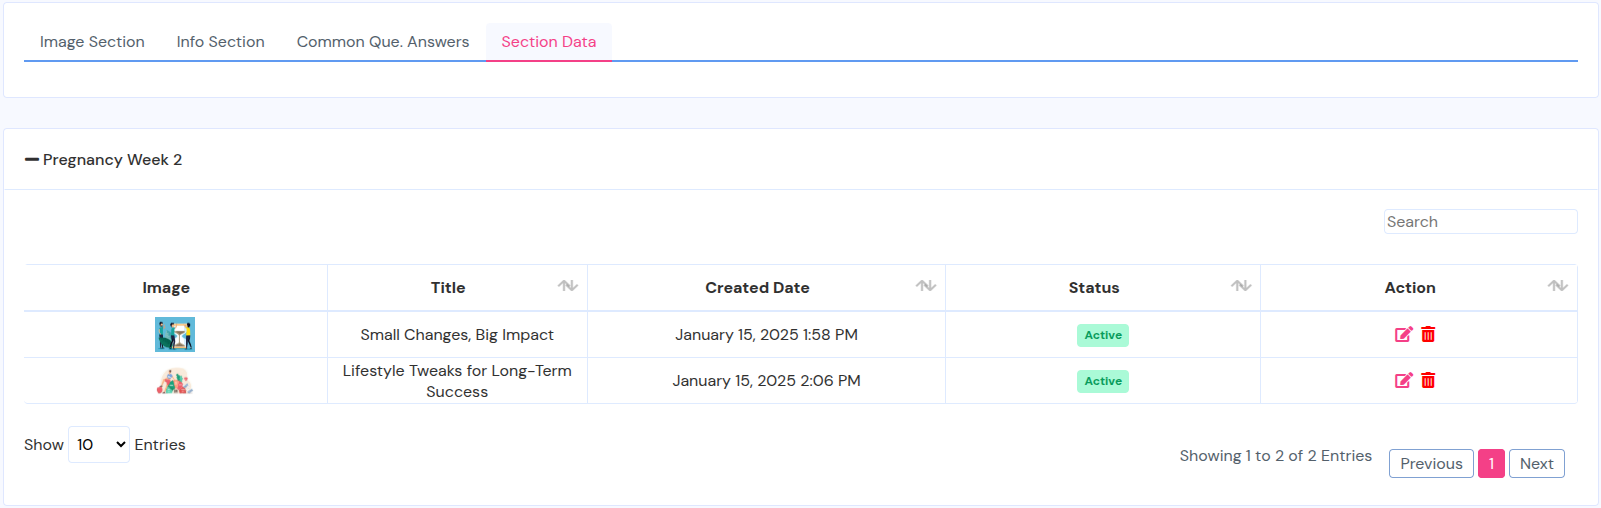 Image Section Info Section Common Que. Answers Section Data
Pregnancy Week 2
Search
Image Title Created Date Status Action
Small Changes, Big Impact January 15, 2025 1:58 PM Active
Lifestyle Tweaks for Long-Term
Success January 15, 2025 2:06 PM Active
Show 10 Entries
Showing 1 to 2 of 2 Entries Previous 1 Next